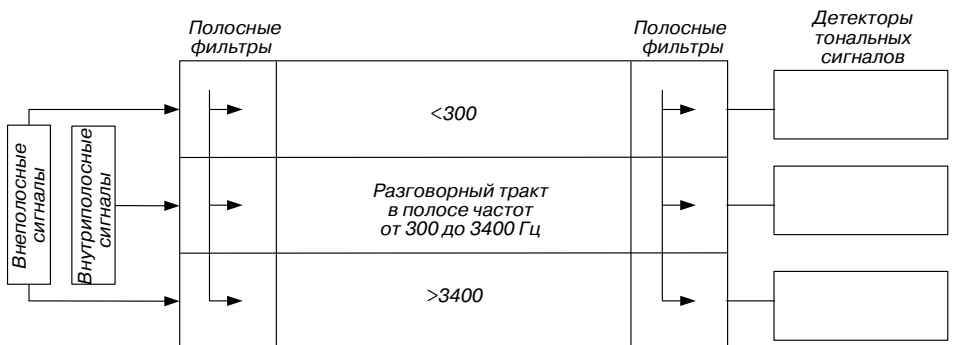 Полосные
фильтры
Полосные
фильтры
Детекторы
тональных
сигналов
Внеполосные
сигналы
Внутриполосные
сигналы
<300
Разговорный тракт
в полосе частот
от 300 до 3400 Гц
>3400